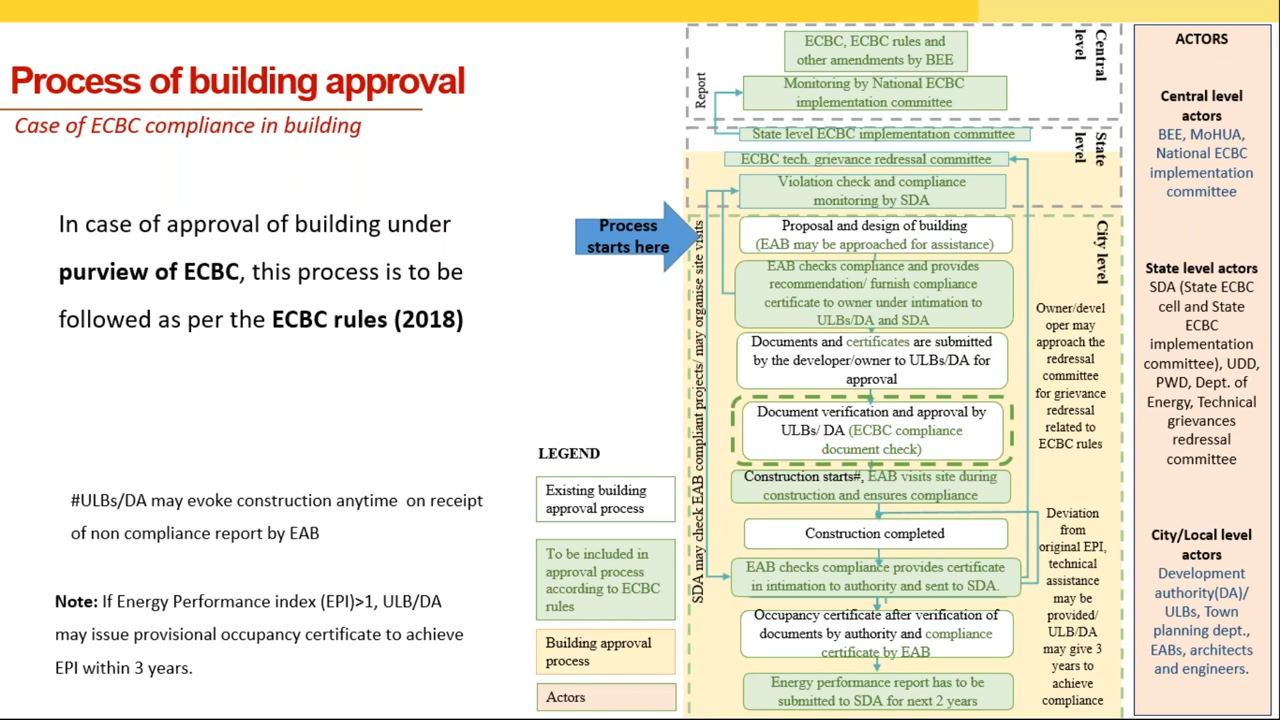 Process of building approval
Case of ECBC compliance in building
In case of approval of building under
purview of ECBC, this process is to be
followed as per the ECBC rules (2018)
#ULBs/DA may evoke construction anytime on receipt
of non compliance report by EAB
Note: If Energy Performance index (EPI)>1, ULB/DA
may issue provisional occupancy certificate to achieve
EPI within 3 years.
LEGEND
Existing building
approval process
To be included in
approval process
according to ECBC
rules
Building approval
process
Actors
Process
starts here
Report
Central
level
ECBC, ECBC rules and
other amendments by BEE
Monitoring by National ECBC
implementation committee
State
level
State level ECBC implementation committee
ECBC tech. grievance redressal committee
Violation check and compliance
monitoring by SDA
City level
SDA may check EAB compliant projects/ may organise site visits
Proposal and design of building
(EAB may be approached for assistance)
EAB checks compliance and provides
recommendation/ furnish compliance
certificate to owner under intimation to
ULBs/DA and SDA
Documents and certificates are submitted
by the developer/owner to ULBs/DA for
approval
Document verification and approval by
ULBs/ DA (ECBC compliance
document check)
Construction starts#, EAB visits site during
construction and ensures compliance
Construction completed
EAB checks compliance provides certificate
in intimation to authority and sent to SDA.
Occupancy certificate after verification of
documents by authority and compliance
certificate by EAB
Energy performance report has to be
submitted to SDA for next 2 years
Owner/devel
oper may
approach the
redressal
committee
for grievance
redressal
related to
ECBC rules
Deviation
from
original EPI,
technical
assistance
may be
provided/
ULB/DA
may give 3
years to
achieve
compliance
ACTORS
Central level
actors
BEE, MoHUA,
National ECBC
implementation
committee
State level actors
SDA (State ECBC
cell and State
ECBC
implementation
committee), UDD,
PWD, Dept. of
Energy, Technical
grievances
redressal
committee
City/Local level
actors
Development
authority(DA)/
ULBs, Town
planning dept.,
EABs, architects
and engineers.